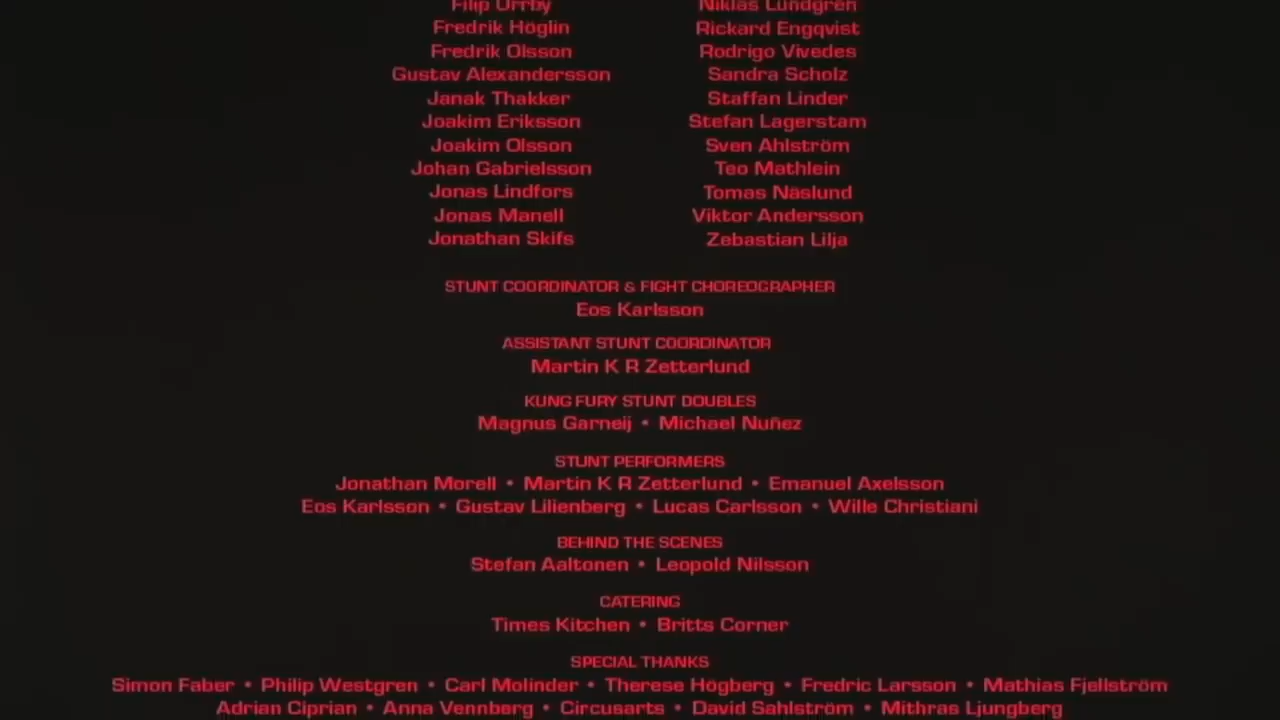 Filip Orrby
Niklas Lundgren
Fredrik Höglin
Rickard Engqvist
Fredrik Olsson
Rodrigo Vivedes
Gustav Alexandersson
Sandra Scholz
Janak Thakker
Staffan Linder
Joakim Eriksson
Stefan Lagerstam
Joakim Olsson
Sven Ahlström
Johan Gabrielsson
Teo Mathlein
Jonas Lindfors
Tomas Näslund
Jonas Manell
Viktor Andersson
Jonathan Skifs
Zebastian Lilja
STUNT COORDINATOR & FIGHT CHOREOGRAPHER
Eos Karlsson
ASSISTANT STUNT COORDINATOR
Martin K R Zetterlund
KUNG FURY STUNT DOUBLES
Magnus Garneij • Michael Nuñez
STUNT PERFORMERS
Jonathan Morell • Martin K R Zetterlund • Emanuel Axelsson
Eos Karlsson • Gustav Lilienberg • Lucas Carlsson • Wille Christiani
BEHIND THE SCENES
Stefan Aaltonen • Leopold Nilsson
CATERING
Times Kitchen • Britts Corner
SPECIAL THANKS
Simon Faber • Philip Westgren • Carl Molinder • Therese Högberg • Fredric Larsson • Mathias Fjellström
Adrian Ciprian • Anna Vennberg • Circusarts • David Sahlström • Mithras Ljungberg